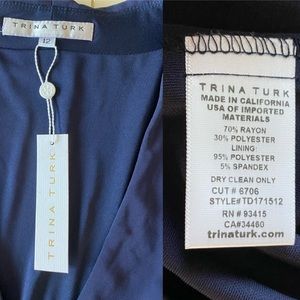 TRINA TURK
12
TRINA TURK
TRINA TURK
MADE IN CALIFORNIA
USA OF IMPORTED
MATERIALS
70% RAYON
30% POLYESTER
LINING:
95% POLYESTER
5% SPANDEX
DRY CLEAN ONLY
CUT # 6706
STYLE#TD171512
RN # 93415
CA#34460
trinaturk.com